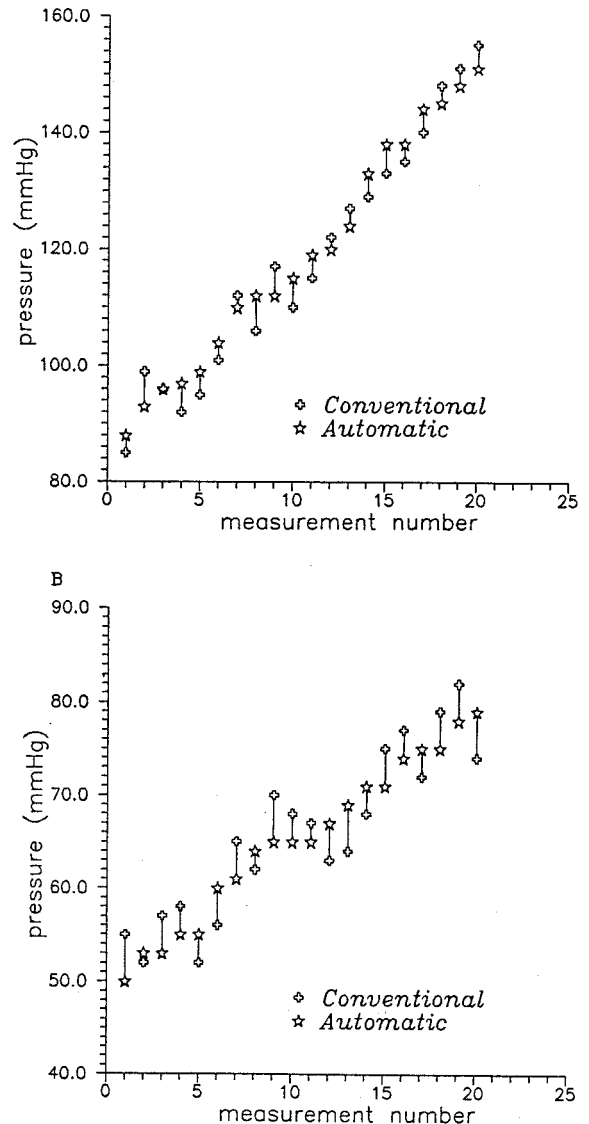 160.0
140.0
120.0
100.0
80.0
pressure (mmHg)
Conventional
Automatic
0 5 10 15 20 25
measurement number
B
90.0
80.0
70.0
60.0
50.0
40.0
pressure (mmHg)
Conventional
Automatic
0 5 10 15 20 25
measurement number